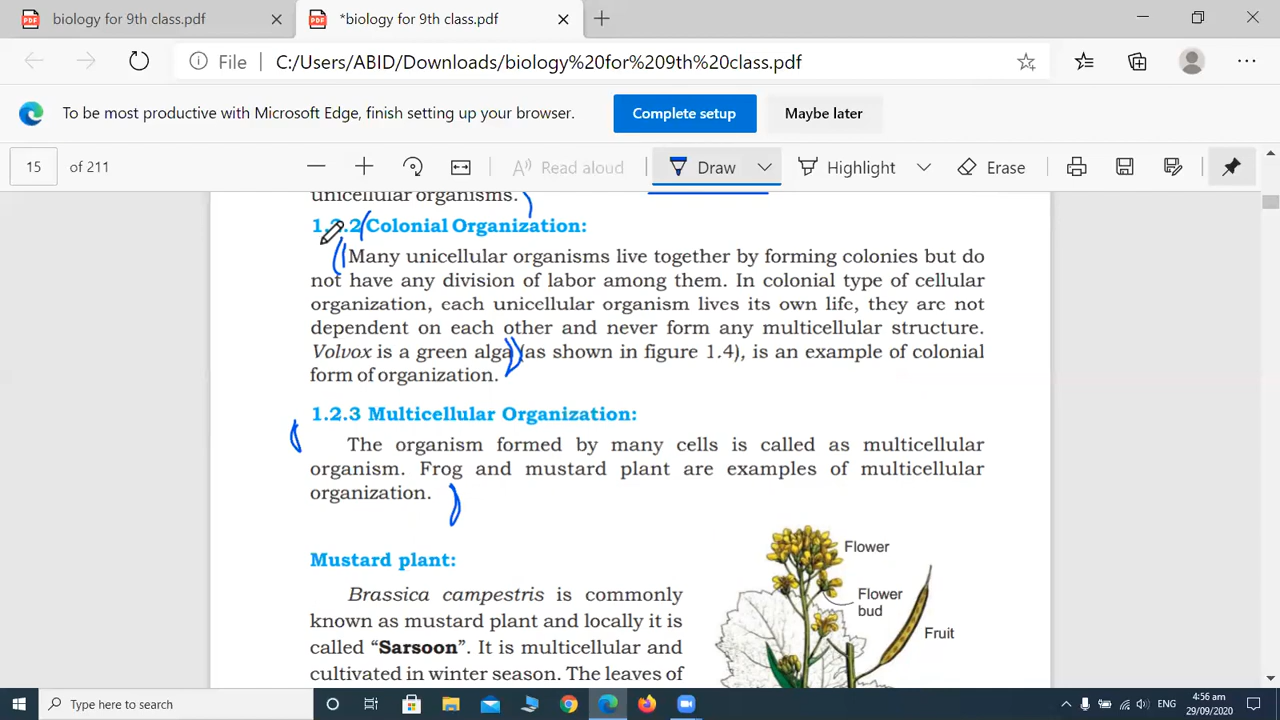 biology for 9th class.pdf
*biology for 9th class.pdf
File C:/Users/ABID/Downloads/biology%20for%209th%20class.pdf
To be most productive with Microsoft Edge, finish setting up your browser. Complete setup Maybe later
15 of 211 Read aloud Draw Highlight Erase
unicellular organisms.
1.2.2 Colonial Organization:
Many unicellular organisms live together by forming colonies but do
not have any division of labor among them. In colonial type of cellular
organization, each unicellular organism lives its own life, they are not
dependent on each other and never form any multicellular structure.
Volvox is a green alga (as shown in figure 1.4), is an example of colonial
form of organization.
1.2.3 Multicellular Organization:
The organism formed by many cells is called as multicellular
organism. Frog and mustard plant are examples of multicellular
organization.
Mustard plant:
Brassica campestris is commonly
known as mustard plant and locally it is
called “Sarsoon”. It is multicellular and
cultivated in winter season. The leaves of
Flower
Flower
bud
Fruit
Type here to search
ENG
4:56 am
29/09/2020